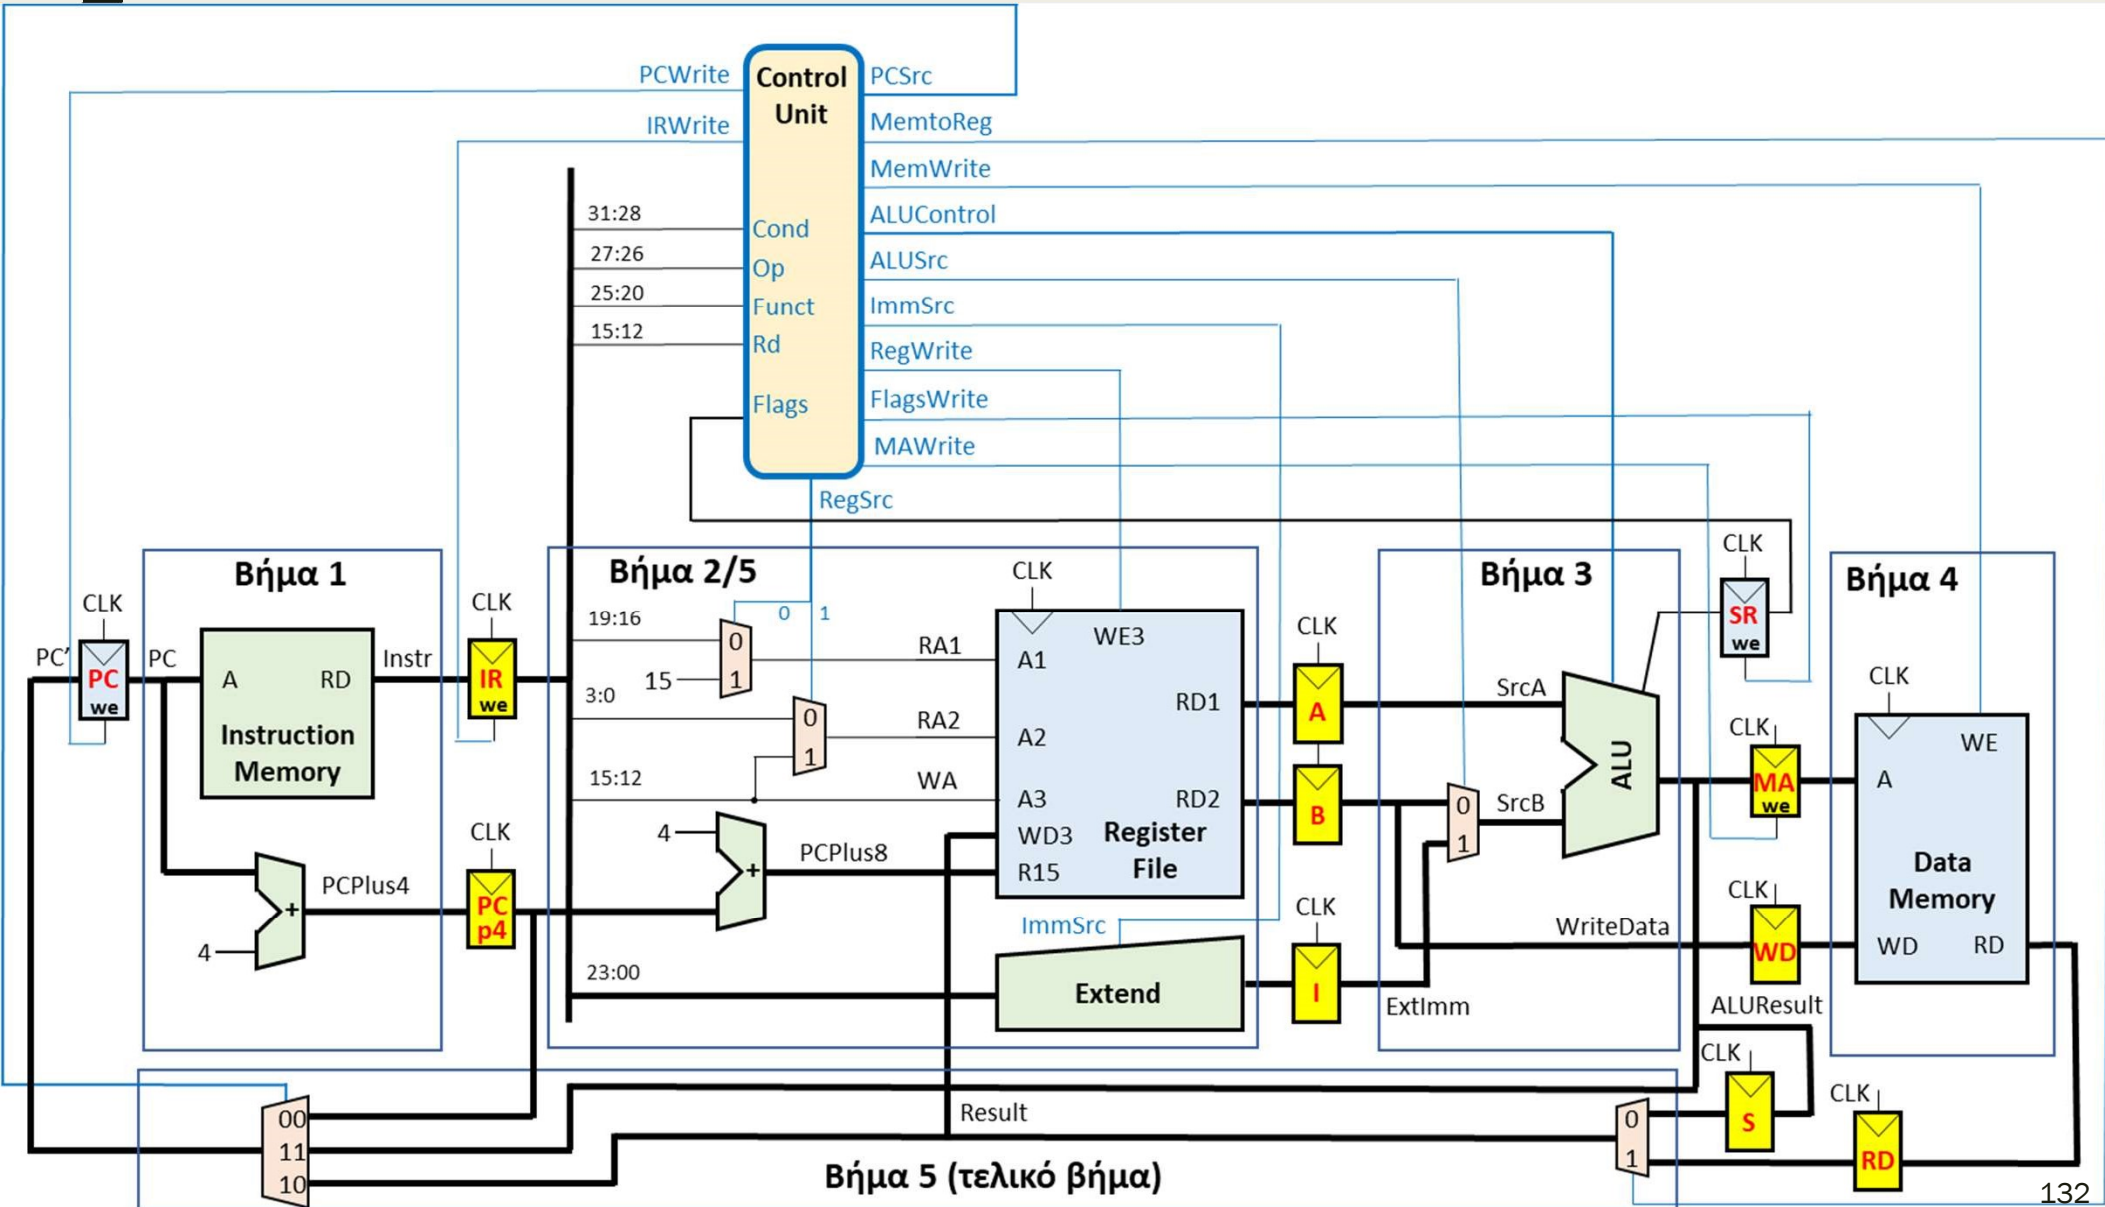 Control
Unit
PCWrite
IRWrite
PCSrc
MemtoReg
MemWrite
ALUControl
ALUSrc
ImmSrc
RegWrite
FlagsWrite
MAWrite
31:28
Cond
27:26
Op
25:20
Funct
15:12
Rd
Flags
RegSrc
Βήμα 1
CLK
PC'
PC
we
PC
A
RD
Instruction
Memory
Instr
CLK
IR
we
4
+
PCPlus4
CLK
PC
p4
Βήμα 2/5
0 1
19:16
0
15
1
RA1
3:0
0
1
RA2
15:12
WA
4
+
PCPlus8
23:00
CLK
WE3
A1
A2
A3
WD3
R15
RD1
RD2
Register
File
ImmSrc
Extend
CLK
A
B
CLK
I
Βήμα 3
SrcA
0
1
SrcB
ALU
ExtImm
WriteData
CLK
SR
we
CLK
MA
we
CLK
WD
ALUResult
Βήμα 4
CLK
WE
A
Data
Memory
WD
RD
CLK
S
CLK
RD
0
1
00
11
10
Result
Βήμα 5 (τελικό βήμα)
132